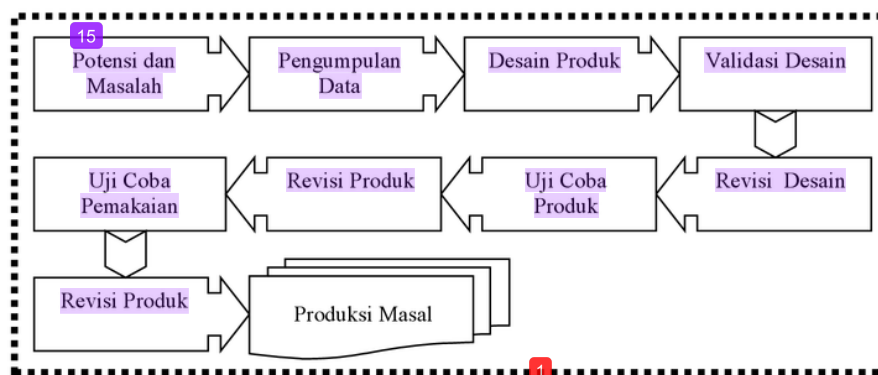 15
Potensi dan
Masalah
Pengumpulan
Data
Desain Produk
Validasi Desain
Revisi Desain
Uji Coba
Produk
Revisi Produk
Uji Coba
Pemakaian
Revisi Produk
Produksi Masal
1